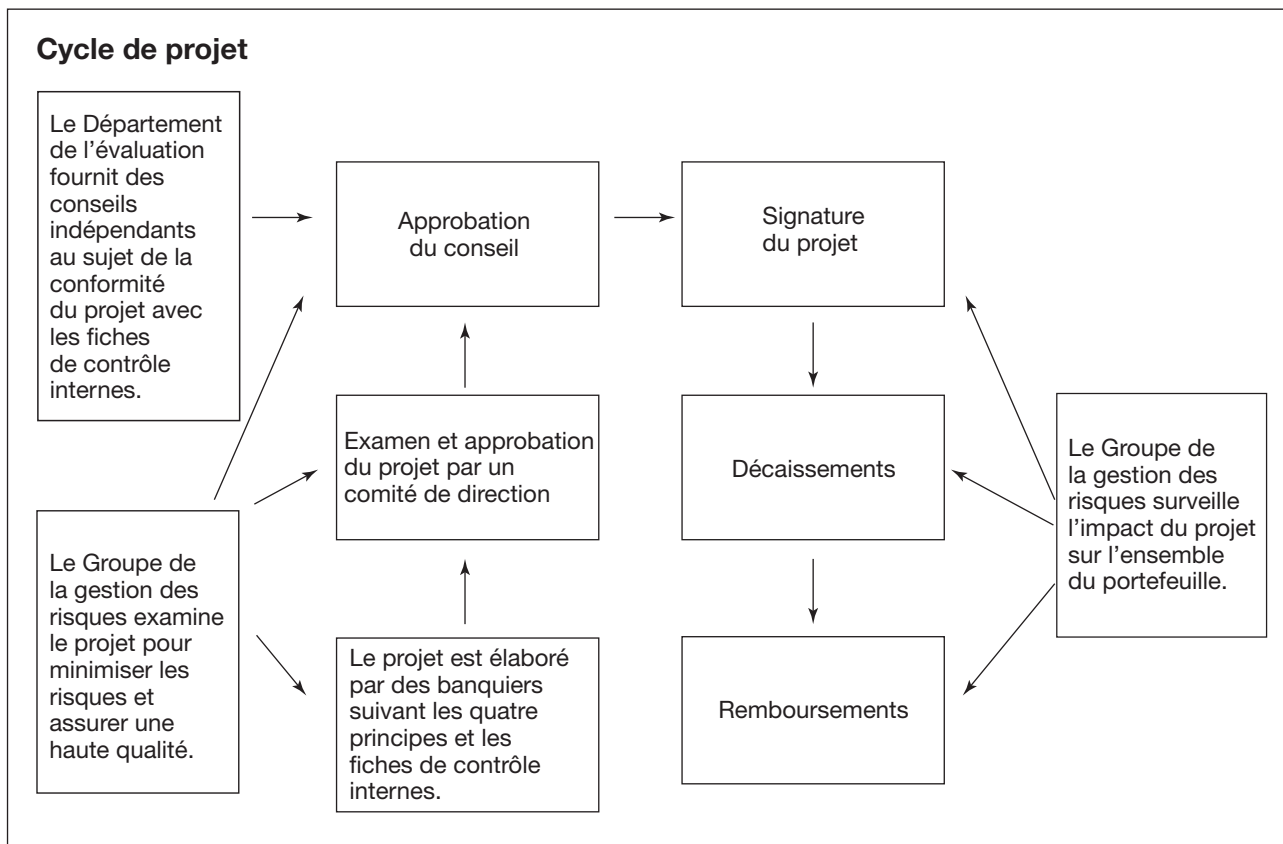 Cycle de projet
Le Département
de l’évaluation
fournit des
conseils
indépendants
au sujet de la
conformité
du projet avec
les fiches
de contrôle
internes.
Approbation
du conseil
Signature
du projet
Examen et approbation
du projet par un
comité de direction
Décaissements
Le Groupe de
la gestion des
risques surveille
l’impact du projet
sur l’ensemble
du portefeuille.
Le Groupe de
la gestion des
risques examine
le projet pour
minimiser les
risques et
assurer une
haute qualité.
Le projet est élaboré
par des banquiers
suivant les quatre
principes et les
fiches de contrôle
internes.
Remboursements